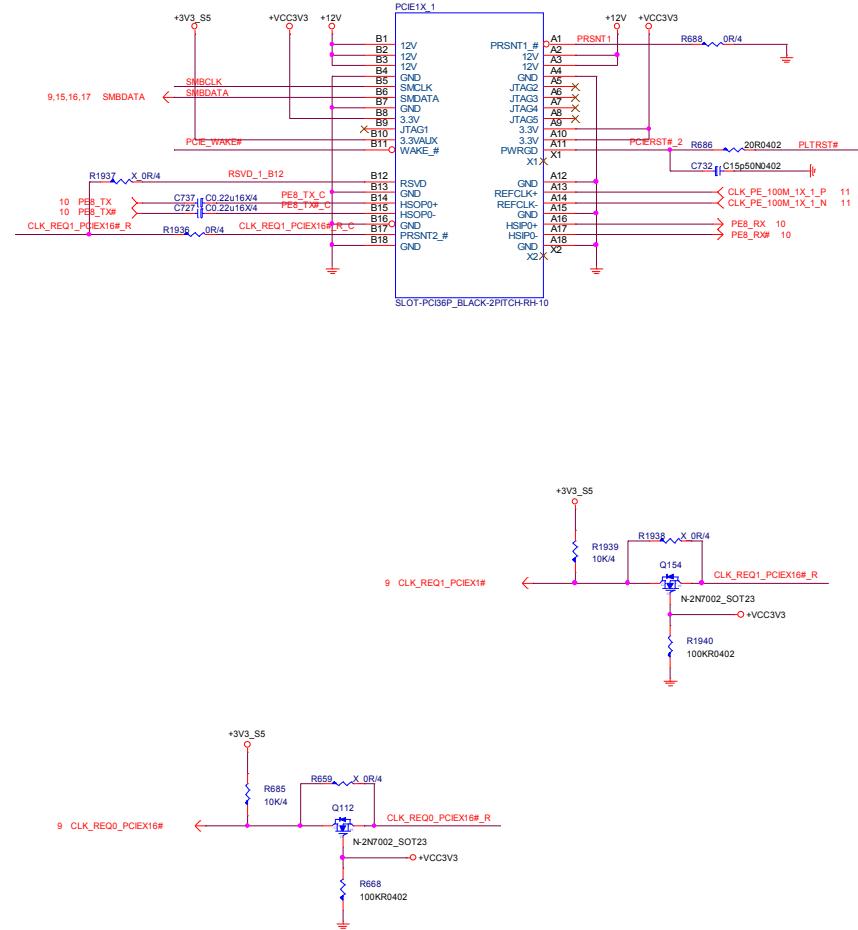 PCIE1X_1
+3V3_S5 +VCC3V3 +12V +12V +VCC3V3
B1 12V PRSNT1_# A1 PRSNT1 R688 0R/4
B2 12V 12V A2
B3 12V 12V A3
B4 GND GND A4
SMBCLK B5 SMCLK JTAG2 A5
9,15,16,17 SMBDATA SMBDATA B6 SMDATA JTAG3 A6
B7 GND JTAG4 A7
B8 3.3V JTAG5 A8
B9 JTAG1 3.3V A9
B10 3.3VAUX 3.3V A10
PCIE_WAKE# B11 WAKE_# PWRGD A11 PCIERST#_2 R686 20R0402 PLTRST#
X1 X1 C732 C15p50N0402
R1937 X_0R/4 RSVD_1_B12 B12 RSVD GND A12
B13 GND REFCLK+ A13 CLK_PE_100M_1X_1_P 11
10 PE8_TX C737 C0.22u16X/4 PE8_TX_C B14 HSOP0+ REFCLK- A14 CLK_PE_100M_1X_1_N 11
10 PE8_TX# C727 C0.22u16X/4 PE8_TX#_C B15 HSOP0- GND A15
B16 GND HSIP0+ A16 PE8_RX 10
CLK_REQ1_PCIEX16#_R R1936 0R/4 CLK_REQ1_PCIEX16#_R_C B17 PRSNT2_# HSIP0- A17 PE8_RX# 10
B18 GND GND A18
X2 X2
SLOT-PCI36P_BLACK-2PITCH-RH-10
+3V3_S5
R1938 X_0R/4
R1939
10K/4
Q154
9 CLK_REQ1_PCIEX1# CLK_REQ1_PCIEX16#_R
N-2N7002_SOT23
+VCC3V3
R1940
100KR0402
+3V3_S5
R659 X_0R/4
R685
10K/4
Q112
9 CLK_REQ0_PCIEX16# CLK_REQ0_PCIEX16#_R
N-2N7002_SOT23
+VCC3V3
R668
100KR0402